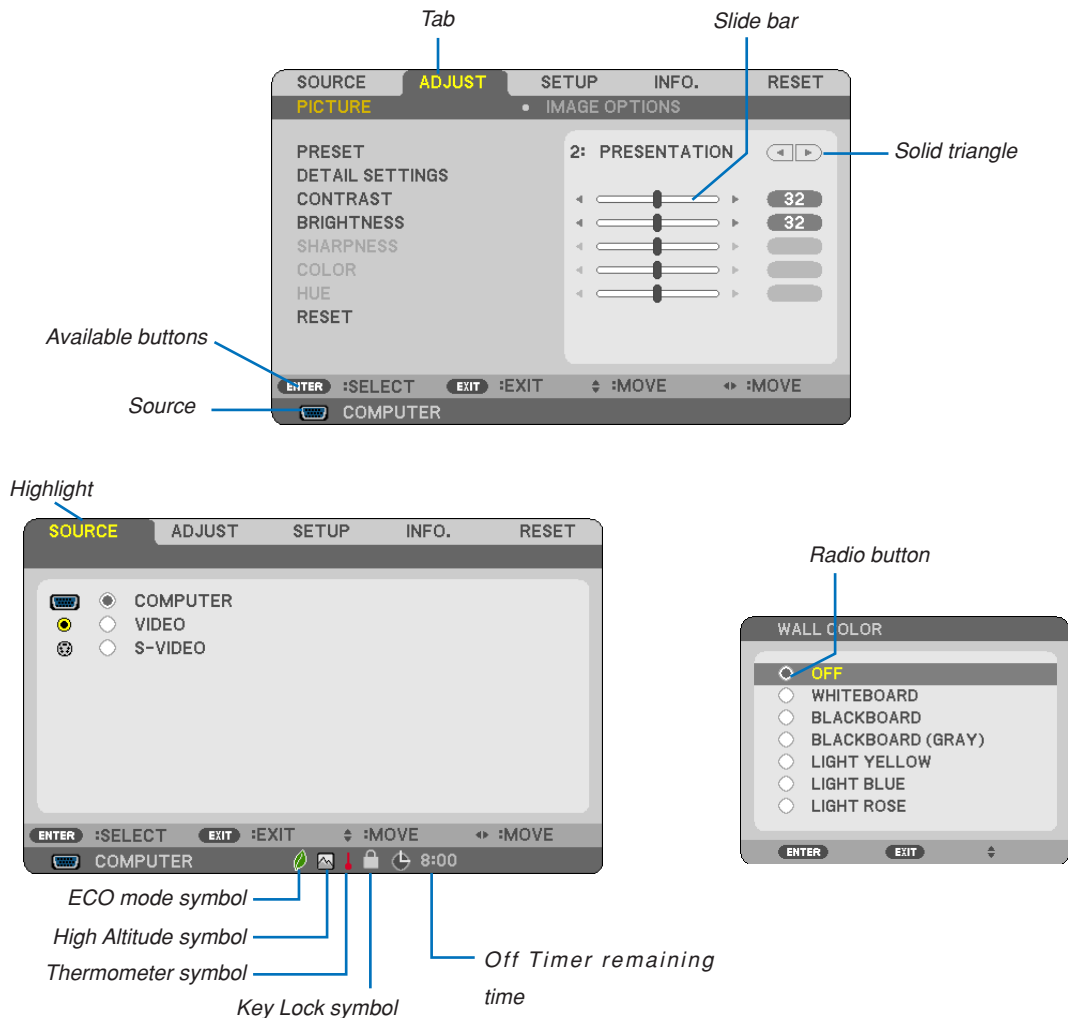 Tab
Slide bar
SOURCE ADJUST SETUP INFO. RESET
PICTURE • IMAGE OPTIONS
PRESET 2: PRESENTATION
Solid triangle
DETAIL SETTINGS
CONTRAST 32
BRIGHTNESS 32
SHARPNESS
COLOR
HUE
RESET
Available buttons
ENTER :SELECT EXIT :EXIT :MOVE :MOVE
Source
COMPUTER
Highlight
SOURCE ADJUST SETUP INFO. RESET
COMPUTER
VIDEO
S-VIDEO
ENTER :SELECT EXIT :EXIT :MOVE :MOVE
COMPUTER 8:00
ECO mode symbol
High Altitude symbol
Thermometer symbol
Key Lock symbol
Off Timer remaining
time
Radio button
WALL COLOR
OFF
WHITEBOARD
BLACKBOARD
BLACKBOARD (GRAY)
LIGHT YELLOW
LIGHT BLUE
LIGHT ROSE
ENTER EXIT